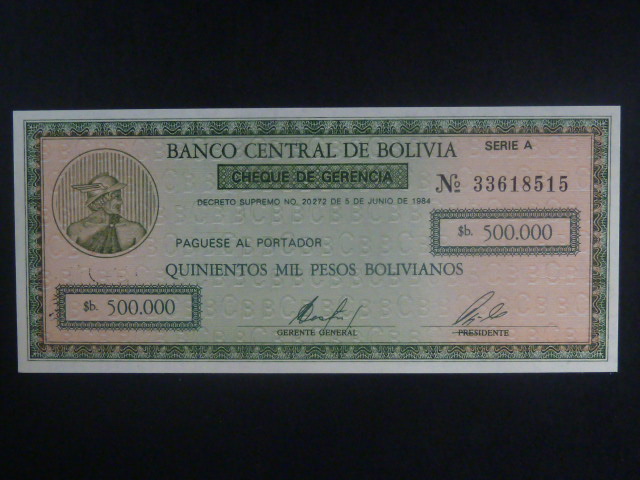 BANCO CENTRAL DE BOLIVIA
SERIE A
CHEQUE DE GERENCIA
Nº 33618515
DECRETO SUPREMO NO. 20272 DE 5 DE JUNIO DE 1984
$b. 500.000
PAGUESE AL PORTADOR
QUINIENTOS MIL PESOS BOLIVIANOS
$b. 500.000
GERENTE GENERAL
PRESIDENTE